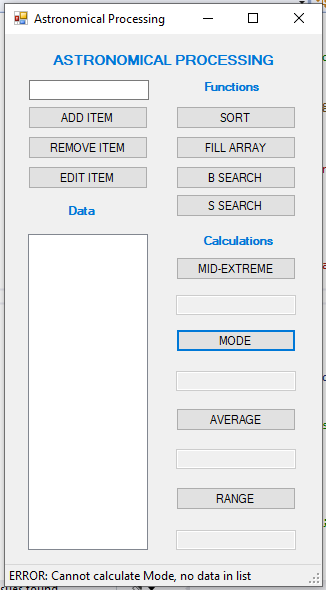 Astronomical Processing
ASTRONOMICAL PROCESSING
Functions
ADD ITEM
SORT
REMOVE ITEM
FILL ARRAY
EDIT ITEM
B SEARCH
S SEARCH
Data
Calculations
MID-EXTREME
MODE
AVERAGE
RANGE
ERROR: Cannot calculate Mode, no data in list